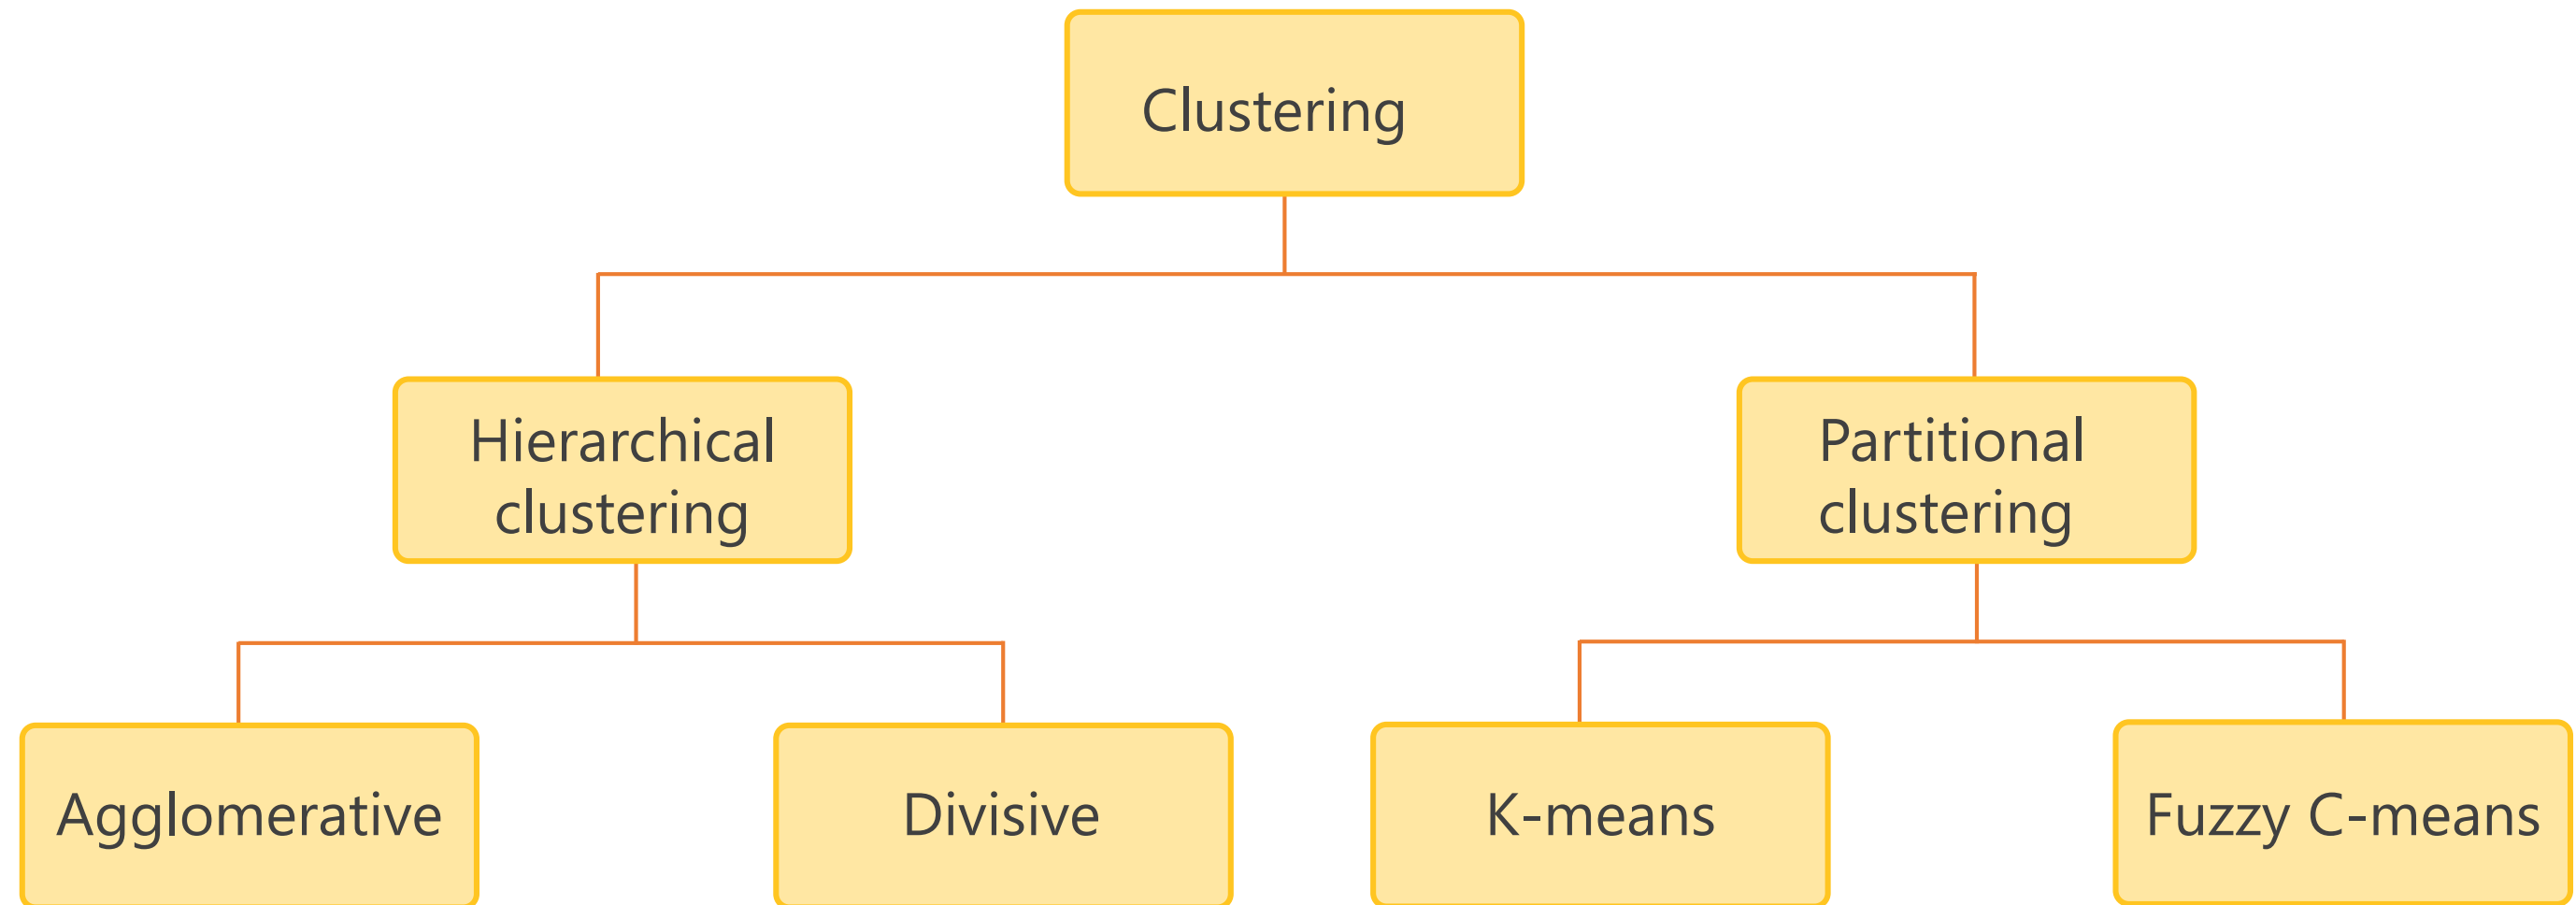 Clustering
Hierarchical
clustering
Partitional
clustering
Agglomerative
Divisive
K-means
Fuzzy C-means